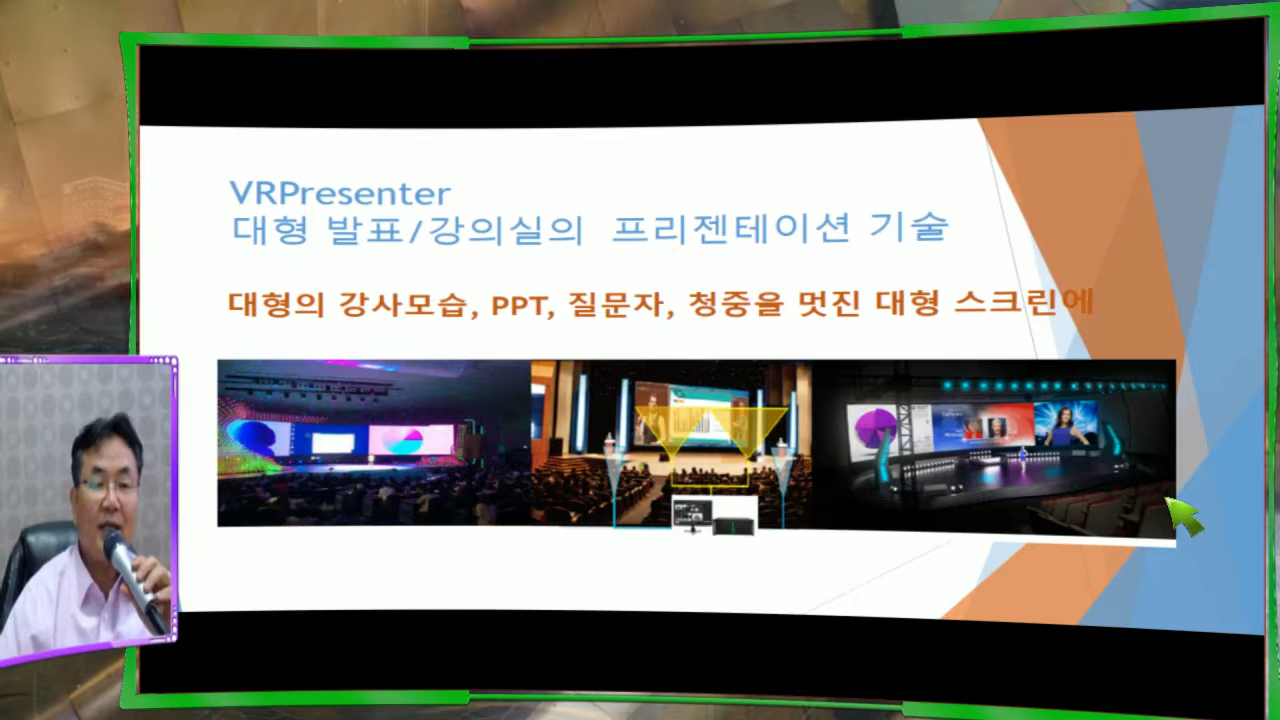 VRPresenter
대형 발표/강의실의 프리젠테이션 기술
대형의 강사모습, PPT, 질문자, 청중을 멋진 대형 스크린에